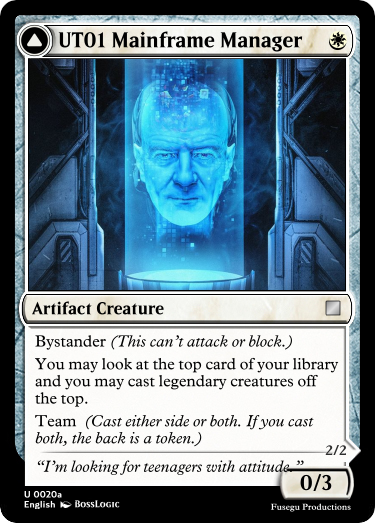 UT01 Mainframe Manager
Artifact Creature
Bystander (This can't attack or block.)
You may look at the top card of your library
and you may cast legendary creatures off
the top.
Team (Cast either side or both. If you cast
both, the back is a token.)
2/2
“I'm looking for teenagers with attitude.”
0/3
U 0020a
English BossLogic
Fusegu Productions